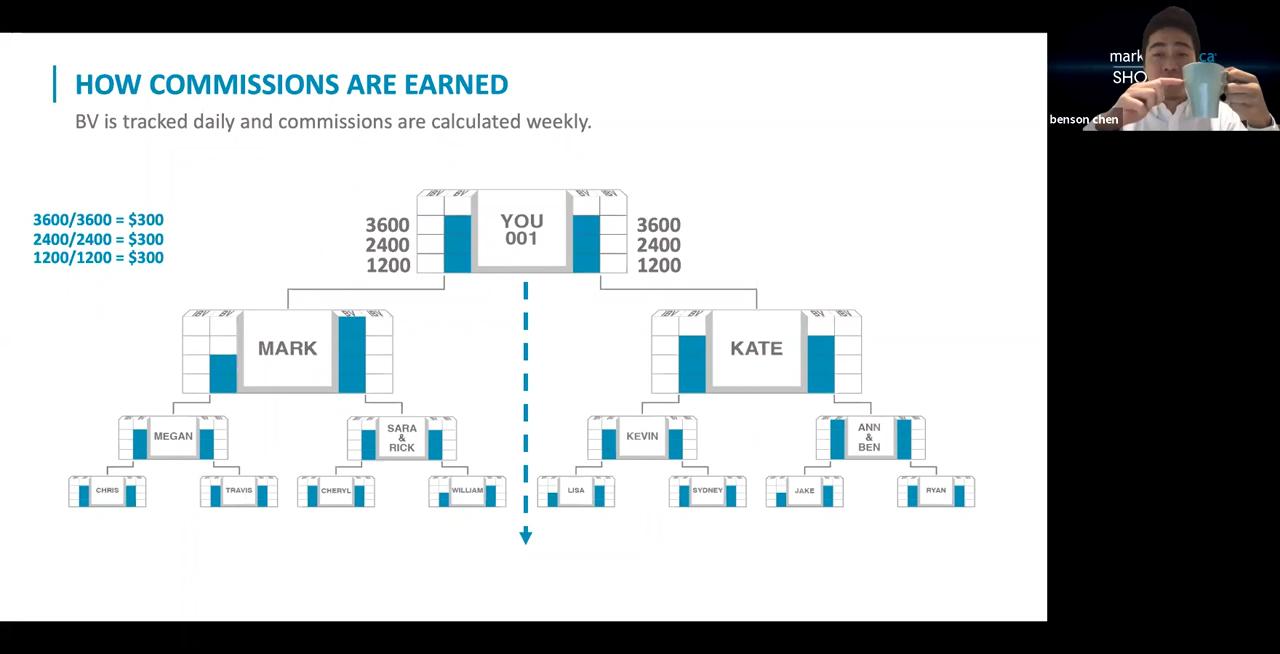 HOW COMMISSIONS ARE EARNED
BV is tracked daily and commissions are calculated weekly.
3600/3600 = $300
2400/2400 = $300
1200/1200 = $300
3600
2400
1200
YOU
001
3600
2400
1200
MARK
KATE
MEGAN
SARA
&
RICK
KEVIN
ANN
&
BEN
CHRIS
TRAVIS
CHERYL
WILLIAM
LISA
SYDNEY
JAKE
RYAN
benson chen